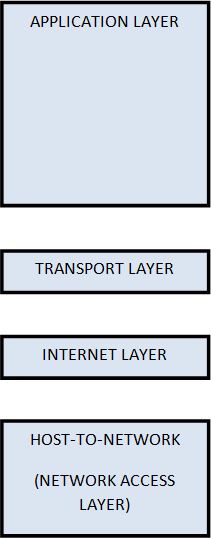 APPLICATION LAYER
TRANSPORT LAYER
INTERNET LAYER
HOST-TO-NETWORK
(NETWORK ACCESS
LAYER)